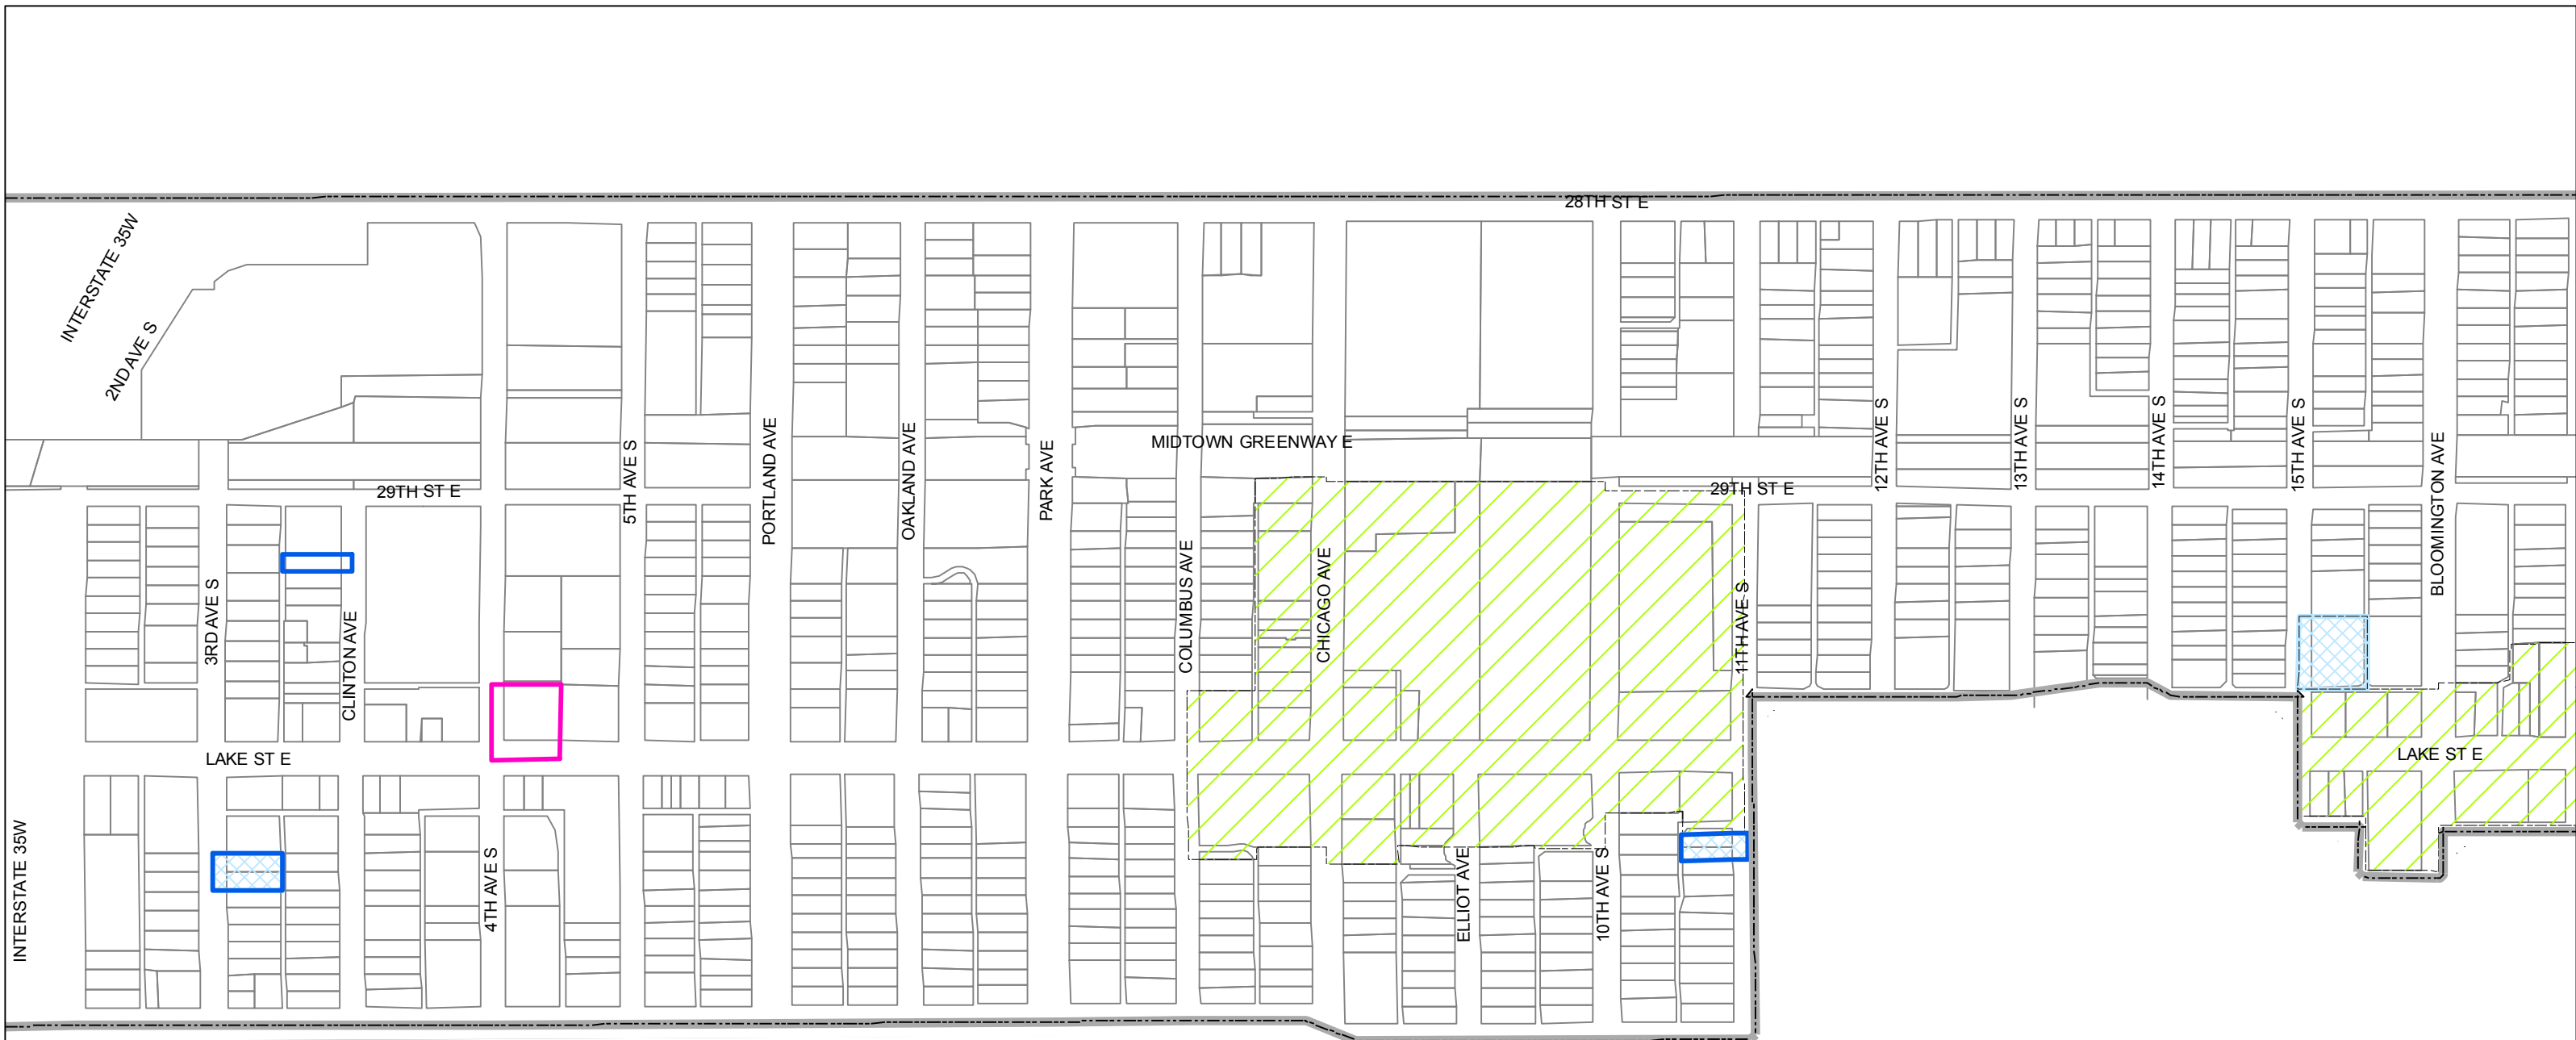 28TH ST E
INTERSTATE 35W
2ND AVE S
MIDTOWN GREENWAY E
29TH ST E
29TH ST E
5TH AVE S
PORTLAND AVE
OAKLAND AVE
PARK AVE
12TH AVE S
13TH AVE S
14TH AVE S
15TH AVE S
BLOOMINGTON AVE
3RD AVE S
CLINTON AVE
COLUMBUS AVE
CHICAGO AVE
11TH AVE S
LAKE ST E
LAKE ST E
INTERSTATE 35W
4TH AVE S
ELLIOT AVE
10TH AVE S